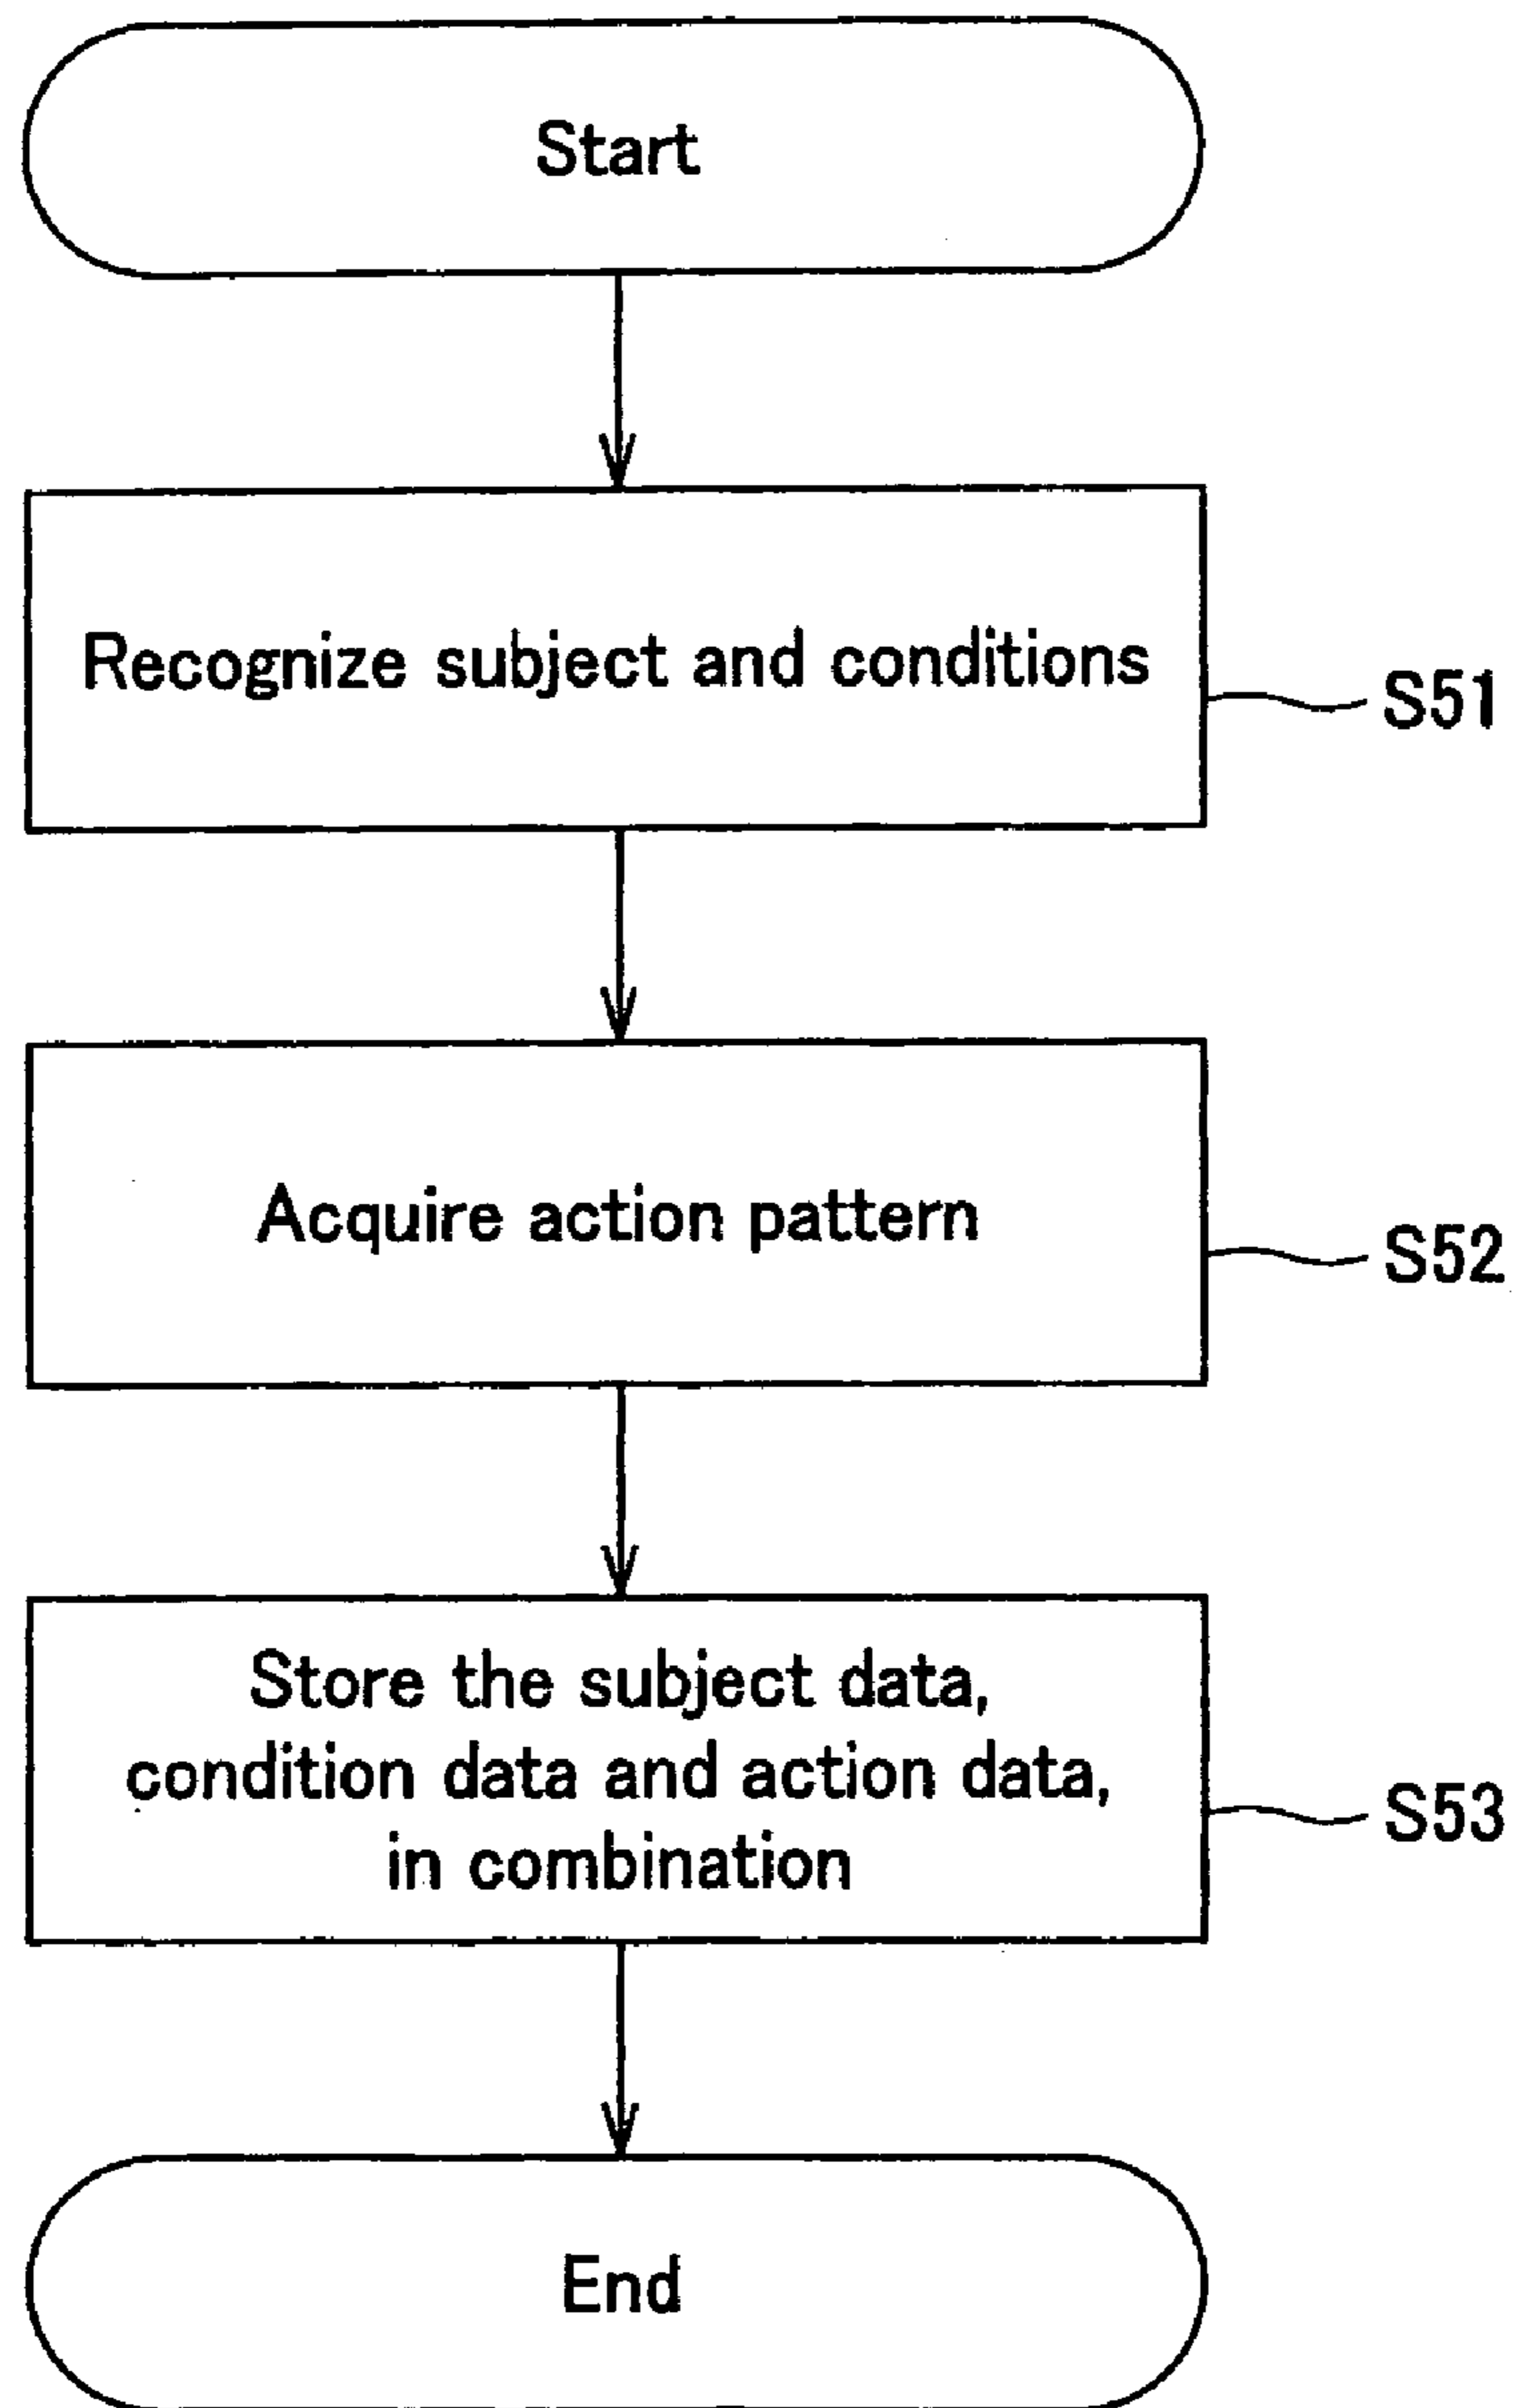 Start
Recognize subject and conditions
S51
Acquire action pattern
S52
Store the subject data,
condition data and action data,
in combination
S53
End